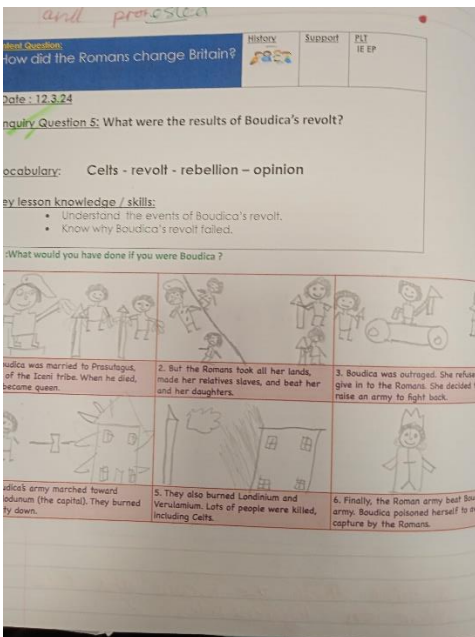 and protested
History
Support
PLT
IE EP
Question:
How did the Romans change Britain?
Date : 12.3.24
nquiry Question 5: What were the results of Boudica's revolt?
ocabulary: Celts - revolt - rebellion – opinion
ey lesson knowledge / skills:
• Understand the events of Boudica's revolt.
• Know why Boudica's revolt failed.
:What would you have done if you were Boudica ?
udica was married to Prasutagus,
of the Iceni tribe. When he died,
became queen.
2. But the Romans took all her lands,
made her relatives slaves, and beat her
and her daughters.
3. Boudica was outraged. She refuse
give in to the Romans. She decided
raise an army to fight back.
udica's army marched toward
lodunum (the capital). They burned
ty down.
5. They also burned Londinium and
Verulamium. Lots of people were killed,
including Celts.
6. Finally, the Roman army beat Bou
army. Boudica poisoned herself to a
capture by the Romans.